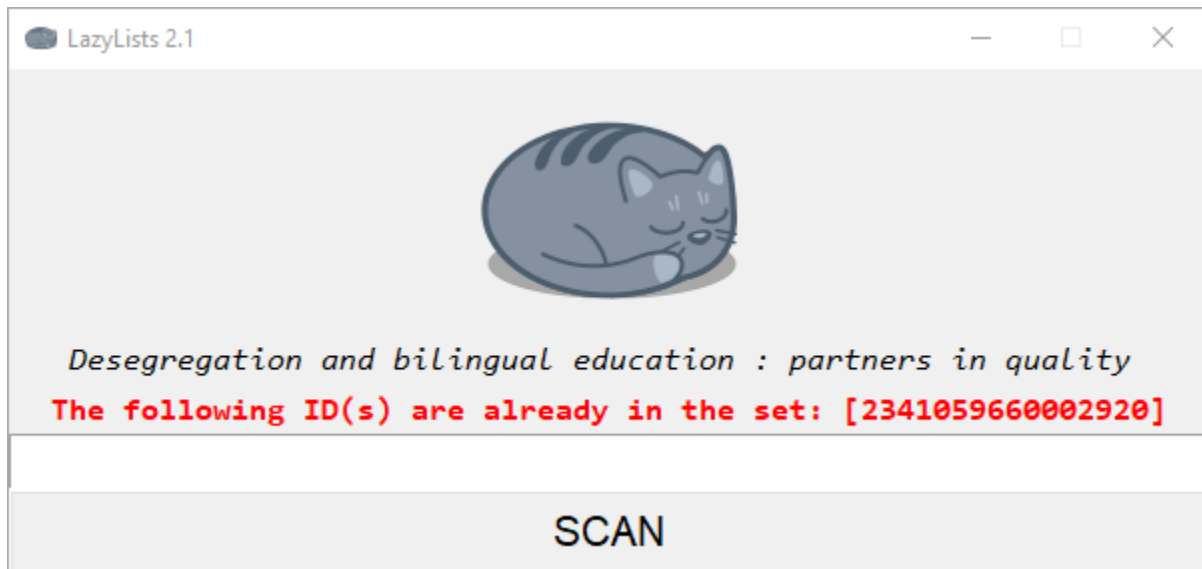 LazyLists 2.1
Desegregation and bilingual education : partners in quality
The following ID(s) are already in the set: [2341059660002920]
SCAN